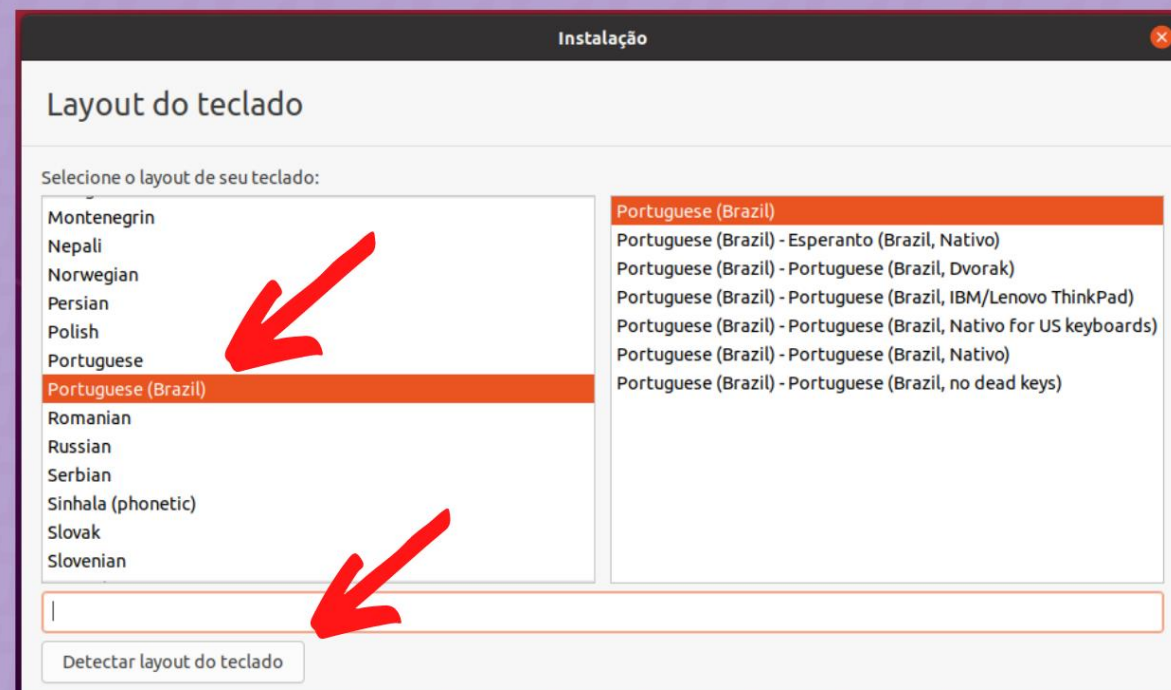 Instalação
Layout do teclado
Selecione o layout de seu teclado:
Montenegrin
Nepali
Norwegian
Persian
Polish
Portuguese
Portuguese (Brazil)
Romanian
Russian
Serbian
Sinhala (phonetic)
Slovak
Slovenian
Portuguese (Brazil)
Portuguese (Brazil) - Esperanto (Brazil, Nativo)
Portuguese (Brazil) - Portuguese (Brazil, Dvorak)
Portuguese (Brazil) - Portuguese (Brazil, IBM/Lenovo ThinkPad)
Portuguese (Brazil) - Portuguese (Brazil, Nativo for US keyboards)
Portuguese (Brazil) - Portuguese (Brazil, Nativo)
Portuguese (Brazil) - Portuguese (Brazil, no dead keys)
Detectar layout do teclado